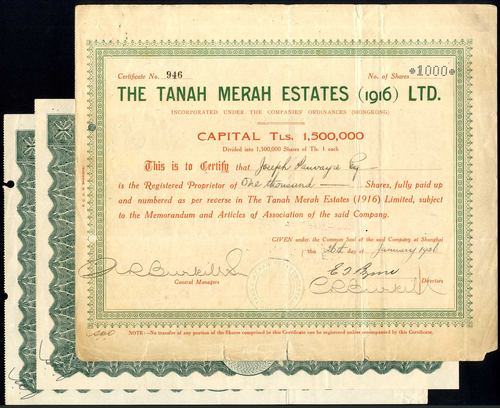 Certificate No. 946
No. of Shares *1000*
THE TANAH MERAH ESTATES (1916) LTD.
INCORPORATED UNDER THE COMPANIES' ORDINANCES (HONGKONG)
CAPITAL TLS. 1,500,000
Divided into 1,500,000 Shares of Tls. 1 each
This is to Certify that Joseph Esq
is the Registered Proprietor of One thousand Shares, fully paid up
and numbered as per reverse in The Tanah Merah Estates (1916) Limited, subject
to the Memorandum and Articles of Association of the said Company.
GIVEN under the Common Seal of the said Company at Shanghai
this 26th day of January
General Managers
Directors
NOTE:—No transfer of any portion of the Shares comprised in this Certificate can be registered unless accompanied by this Certificate.